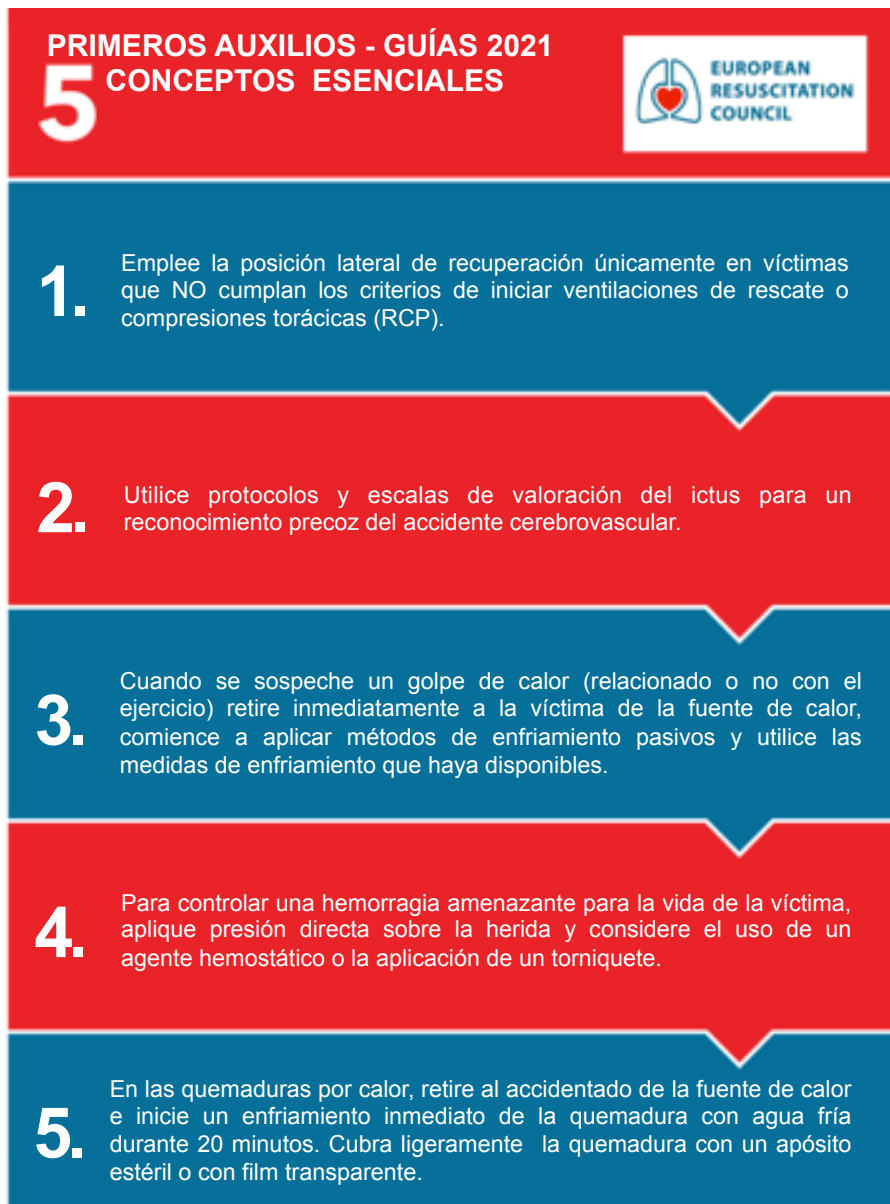 PRIMEROS AUXILIOS - GUÍAS 2021
5 CONCEPTOS ESENCIALES
EUROPEAN
RESUSCITATION
COUNCIL
1.
Emplee la posición lateral de recuperación únicamente en víctimas
que NO cumplan los criterios de iniciar ventilaciones de rescate o
compresiones torácicas (RCP).
2.
Utilice protocolos y escalas de valoración del ictus para un
reconocimiento precoz del accidente cerebrovascular.
3.
Cuando se sospeche un golpe de calor (relacionado o no con el
ejercicio) retire inmediatamente a la víctima de la fuente de calor,
comience a aplicar métodos de enfriamiento pasivos y utilice las
medidas de enfriamiento que haya disponibles.
4.
Para controlar una hemorragia amenazante para la vida de la víctima,
aplique presión directa sobre la herida y considere el uso de un
agente hemostático o la aplicación de un torniquete.
5.
En las quemaduras por calor, retire al accidentado de la fuente de calor
e inicie un enfriamiento inmediato de la quemadura con agua fría
durante 20 minutos. Cubra ligeramente la quemadura con un apósito
estéril o con film transparente.